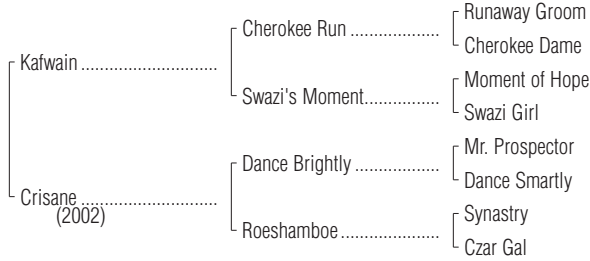 Runaway Groom
Cherokee Run ....................
Cherokee Dame
Kafwain ..............................
Moment of Hope
Swazi's Moment.................
Swazi Girl
Mr. Prospector
Dance Brightly ...................
Dance Smartly
Crisane ..............................
(2002)
Synastry
Roeshamboe ......................
Czar Gal